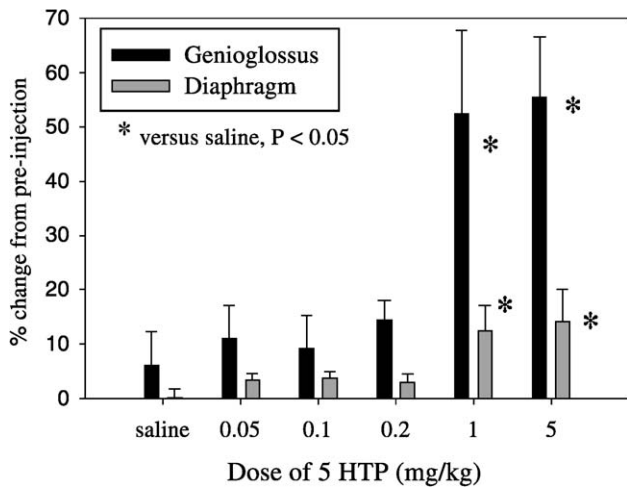 70
60
50
40
30
20
10
0
% change from pre-injection
Genioglossus
Diaphragm
* versus saline, P < 0.05
*
*
*
*
saline 0.05 0.1 0.2 1 5
Dose of 5 HTP (mg/kg)